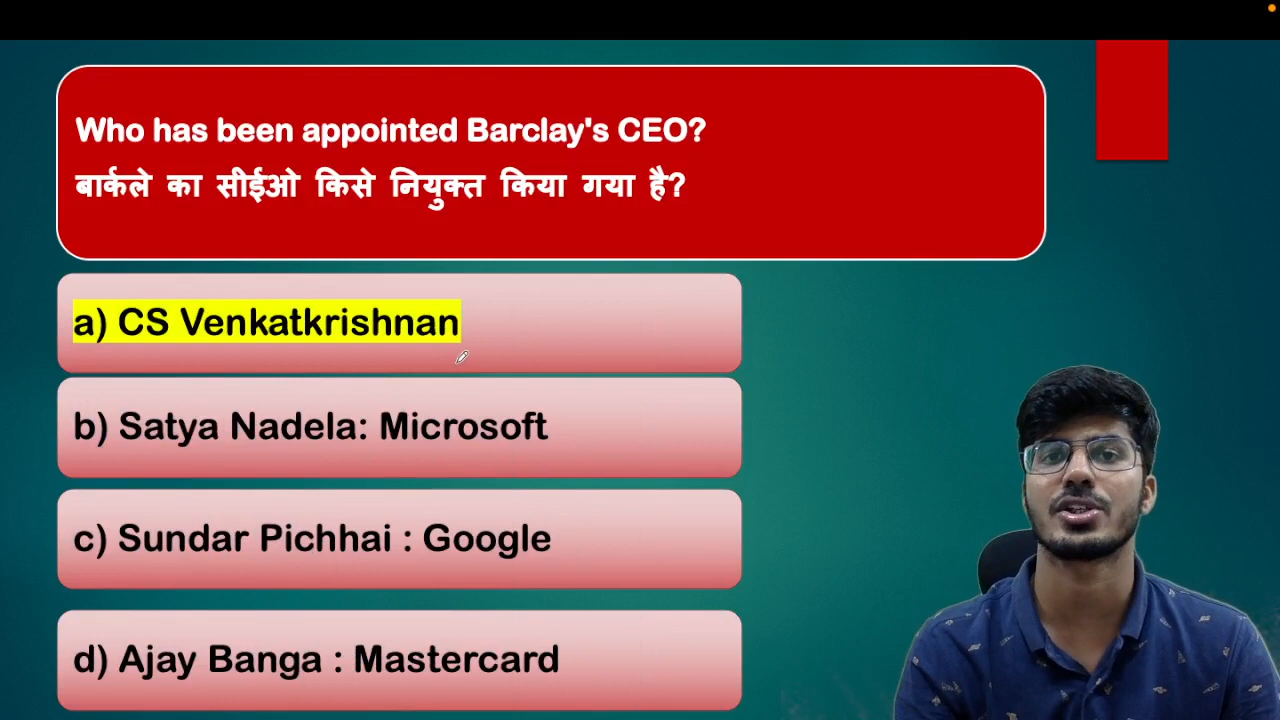 Who has been appointed Barclay's CEO?
बार्कले का सीईओ किसे नियुक्त किया गया है?
a) CS Venkatkrishnan
b) Satya Nadela: Microsoft
c) Sundar Pichhai : Google
d) Ajay Banga : Mastercard